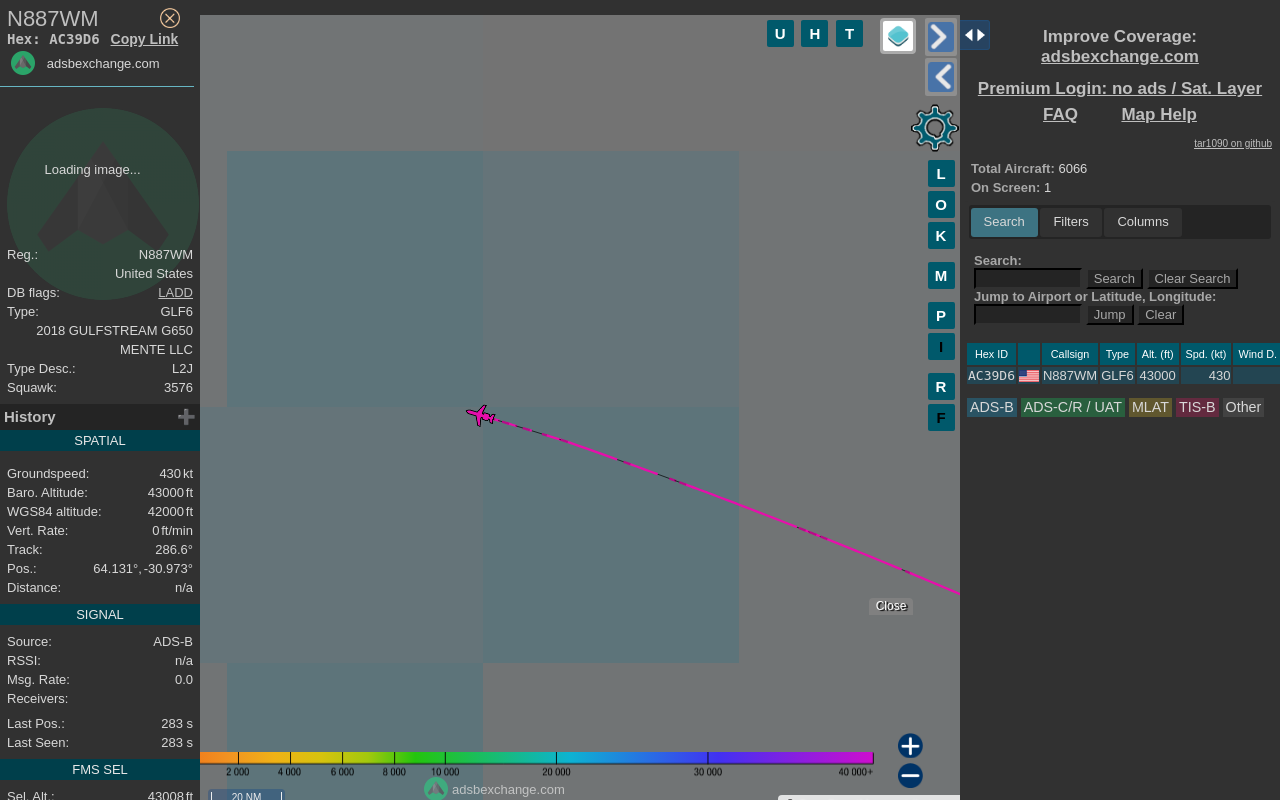 N887WM
Hex: AC39D6 Copy Link
adsbexchange.com
Loading image...
Reg.: N887WM
United States
DB flags: LADD
Type: GLF6
2018 GULFSTREAM G650
MENTE LLC
Type Desc.: L2J
Squawk: 3576
History
SPATIAL
Groundspeed: 430 kt
Baro. Altitude: 43000 ft
WGS84 altitude: 42000 ft
Vert. Rate: 0 ft/min
Track: 286.6°
Pos.: 64.131°, -30.973°
Distance: n/a
SIGNAL
Source: ADS-B
RSSI: n/a
Msg. Rate: 0.0
Receivers:
Last Pos.: 283 s
Last Seen: 283 s
FMS SEL
Sel. Alt.: 43008 ft
U H T
L
O
K
M
P
I
R
F
Close
2 000 4 000 6 000 8 000 10 000 20 000 30 000 40 000+
adsbexchange.com
20 NM
Improve Coverage:
adsbexchange.com
Premium Login: no ads / Sat. Layer
FAQ Map Help
tar1090 on github
Total Aircraft: 6066
On Screen: 1
Search Filters Columns
Search:
Search Clear Search
Jump to Airport or Latitude, Longitude:
Jump Clear
Hex ID Callsign Type Alt. (ft) Spd. (kt) Wind D.
AC39D6 N887WM GLF6 43000 430
ADS-B ADS-C/R / UAT MLAT TIS-B Other